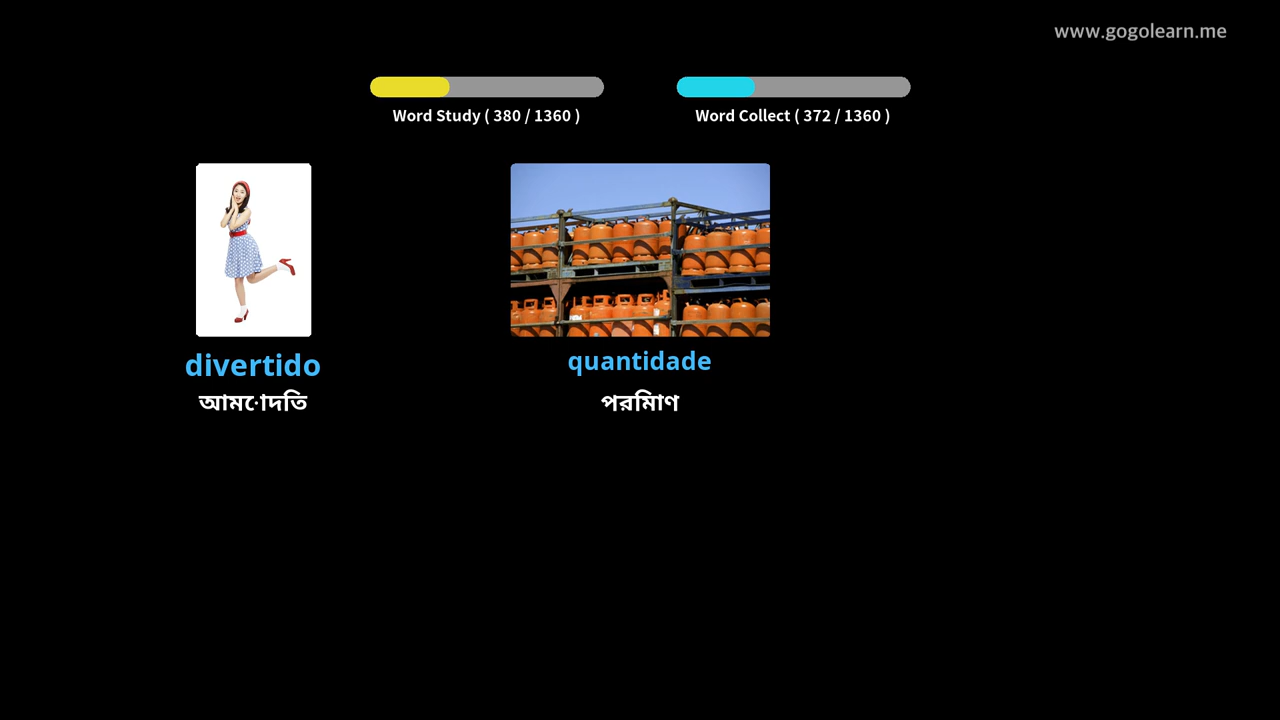 www.gogolearn.me
Word Study ( 380 / 1360 )
Word Collect ( 372 / 1360 )
divertido
quantidade
আমোদিত
পরিমাণ